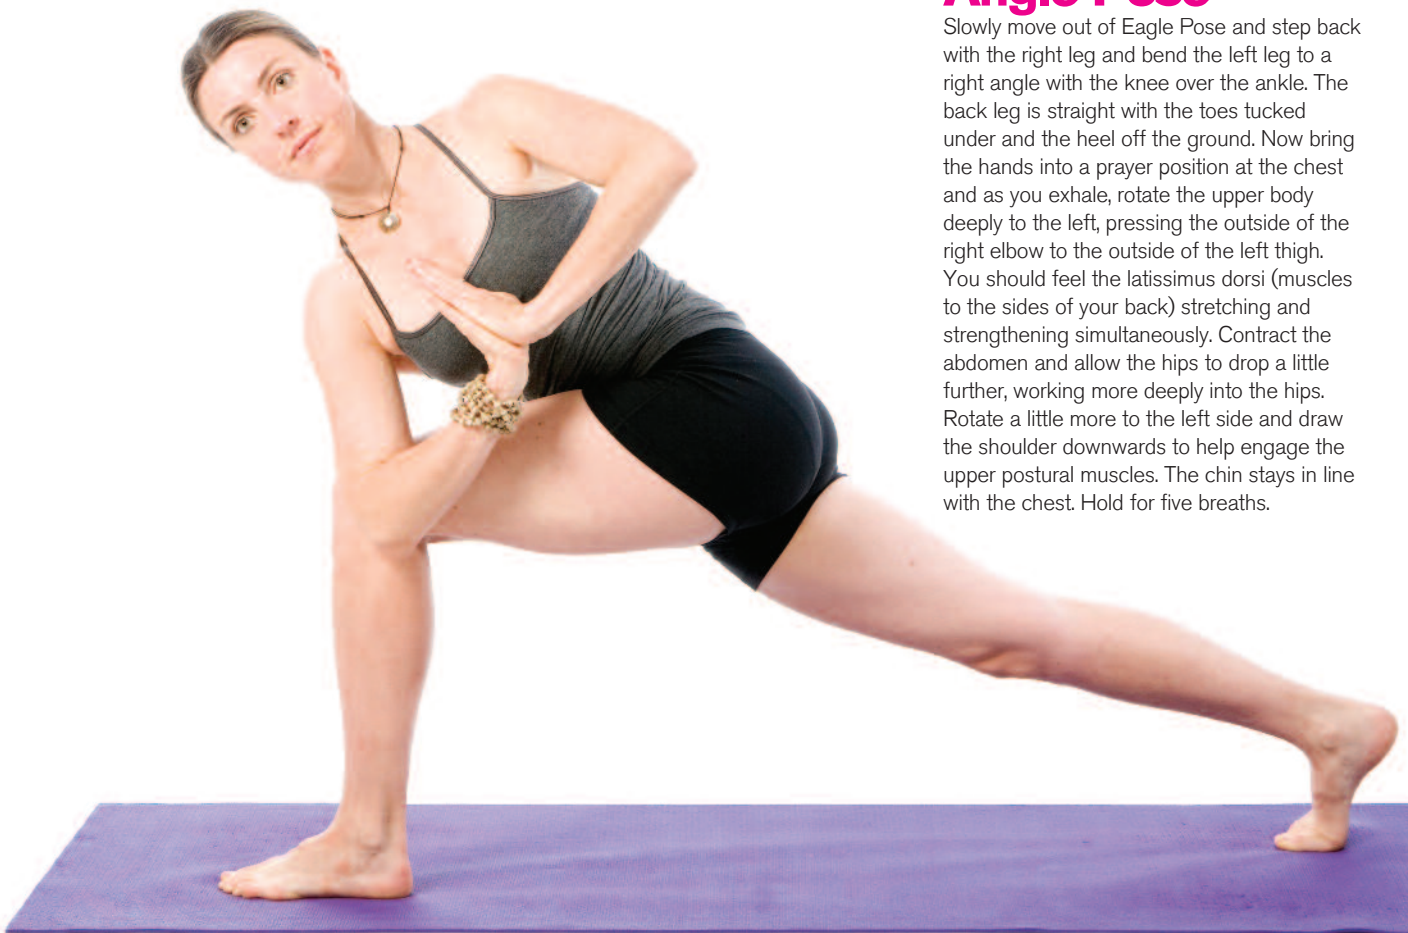 Angle Pose
Slowly move out of Eagle Pose and step back
with the right leg and bend the left leg to a
right angle with the knee over the ankle. The
back leg is straight with the toes tucked
under and the heel off the ground. Now bring
the hands into a prayer position at the chest
and as you exhale, rotate the upper body
deeply to the left, pressing the outside of the
right elbow to the outside of the left thigh.
You should feel the latissimus dorsi (muscles
to the sides of your back) stretching and
strengthening simultaneously. Contract the
abdomen and allow the hips to drop a little
further, working more deeply into the hips.
Rotate a little more to the left side and draw
the shoulder downwards to help engage the
upper postural muscles. The chin stays in line
with the chest. Hold for five breaths.